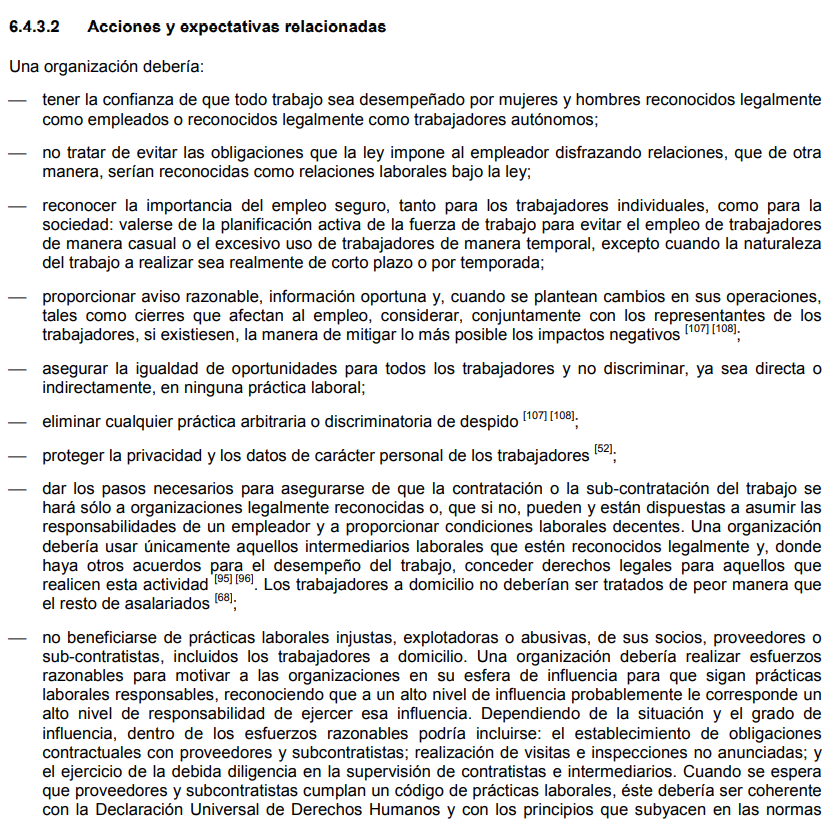 6.4.3.2 Acciones y expectativas relacionadas
Una organización debería:
— tener la confianza de que todo trabajo sea desempeñado por mujeres y hombres reconocidos legalmente
como empleados o reconocidos legalmente como trabajadores autónomos;
— no tratar de evitar las obligaciones que la ley impone al empleador disfrazando relaciones, que de otra
manera, serían reconocidas como relaciones laborales bajo la ley;
— reconocer la importancia del empleo seguro, tanto para los trabajadores individuales, como para la
sociedad: valerse de la planificación activa de la fuerza de trabajo para evitar el empleo de trabajadores
de manera casual o el excesivo uso de trabajadores de manera temporal, excepto cuando la naturaleza
del trabajo a realizar sea realmente de corto plazo o por temporada;
— proporcionar aviso razonable, información oportuna y, cuando se plantean cambios en sus operaciones,
tales como cierres que afectan al empleo, considerar, conjuntamente con los representantes de los
trabajadores, si existiesen, la manera de mitigar lo más posible los impactos negativos [107] [108];
— asegurar la igualdad de oportunidades para todos los trabajadores y no discriminar, ya sea directa o
indirectamente, en ninguna práctica laboral;
— eliminar cualquier práctica arbitraria o discriminatoria de despido [107] [108];
— proteger la privacidad y los datos de carácter personal de los trabajadores [52];
— dar los pasos necesarios para asegurarse de que la contratación o la sub-contratación del trabajo se
hará sólo a organizaciones legalmente reconocidas o, que si no, pueden y están dispuestas a asumir las
responsabilidades de un empleador y a proporcionar condiciones laborales decentes. Una organización
debería usar únicamente aquellos intermediarios laborales que estén reconocidos legalmente y, donde
haya otros acuerdos para el desempeño del trabajo, conceder derechos legales para aquellos que
realicen esta actividad [95] [96]. Los trabajadores a domicilio no deberían ser tratados de peor manera que
el resto de asalariados [68];
— no beneficiarse de prácticas laborales injustas, explotadoras o abusivas, de sus socios, proveedores o
sub-contratistas, incluidos los trabajadores a domicilio. Una organización debería realizar esfuerzos
razonables para motivar a las organizaciones en su esfera de influencia para que sigan prácticas
laborales responsables, reconociendo que a un alto nivel de influencia probablemente le corresponde un
alto nivel de responsabilidad de ejercer esa influencia. Dependiendo de la situación y el grado de
influencia, dentro de los esfuerzos razonables podría incluirse: el establecimiento de obligaciones
contractuales con proveedores y subcontratistas; realización de visitas e inspecciones no anunciadas; y
el ejercicio de la debida diligencia en la supervisión de contratistas e intermediarios. Cuando se espera
que proveedores y subcontratistas cumplan un código de prácticas laborales, éste debería ser coherente
con la Declaración Universal de Derechos Humanos y con los principios que subyacen en las normas